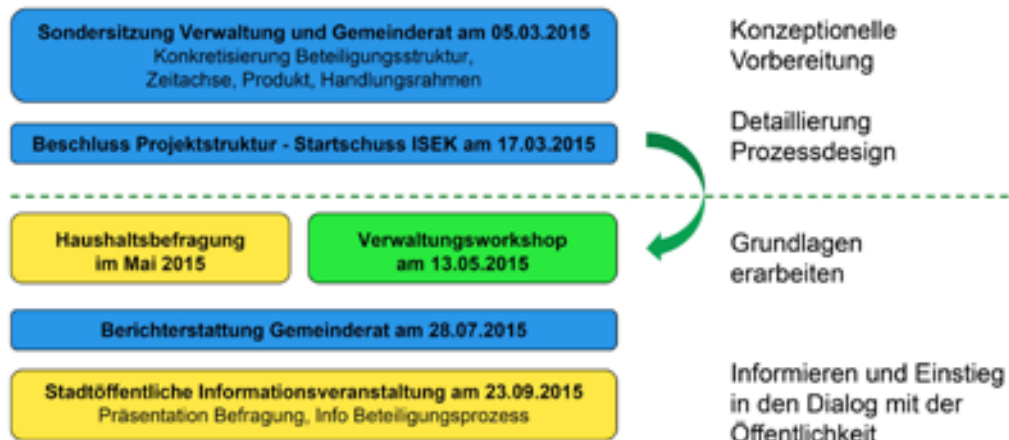 Sondersitzung Verwaltung und Gemeinderat am 05.03.2015
Konkretisierung Beteiligungsstruktur,
Zeitachse, Produkt, Handlungsrahmen
Konzeptionelle
Vorbereitung
Beschluss Projektstruktur - Startschuss ISEK am 17.03.2015
Detaillierung
Prozessdesign
Haushaltsbefragung
im Mai 2015
Verwaltungsworkshop
am 13.05.2015
Grundlagen
erarbeiten
Berichterstattung Gemeinderat am 28.07.2015
Stadtöffentliche Informationsveranstaltung am 23.09.2015
Präsentation Befragung, Info Beteiligungsprozess
Informieren und Einstieg
in den Dialog mit der
Öffentlichkeit